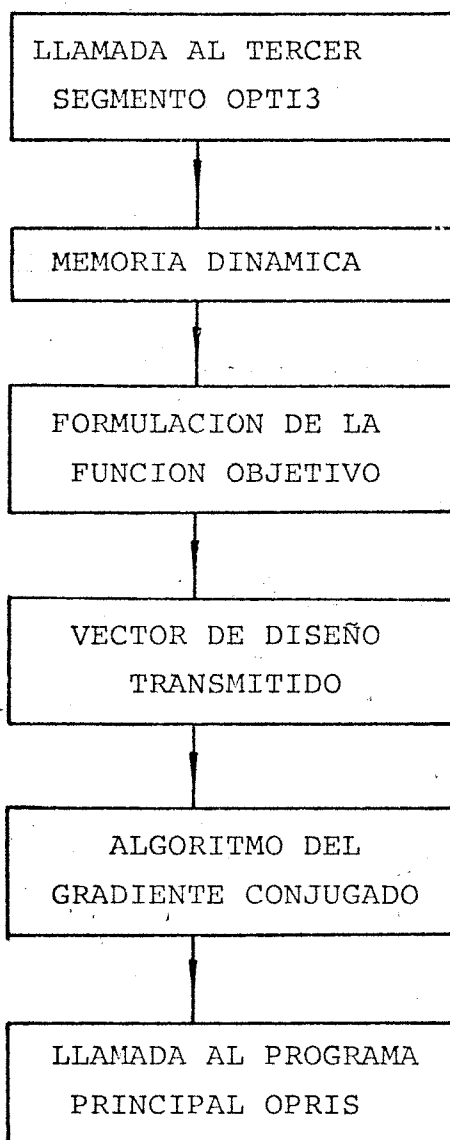 LLAMADA AL TERCER
SEGMENTO OPTI3
MEMORIA DINAMICA
FORMULACION DE LA
FUNCION OBJETIVO
VECTOR DE DISEÑO
TRANSMITIDO
ALGORITMO DEL
GRADIENTE CONJUGADO
LLAMADA AL PROGRAMA
PRINCIPAL OPRIS